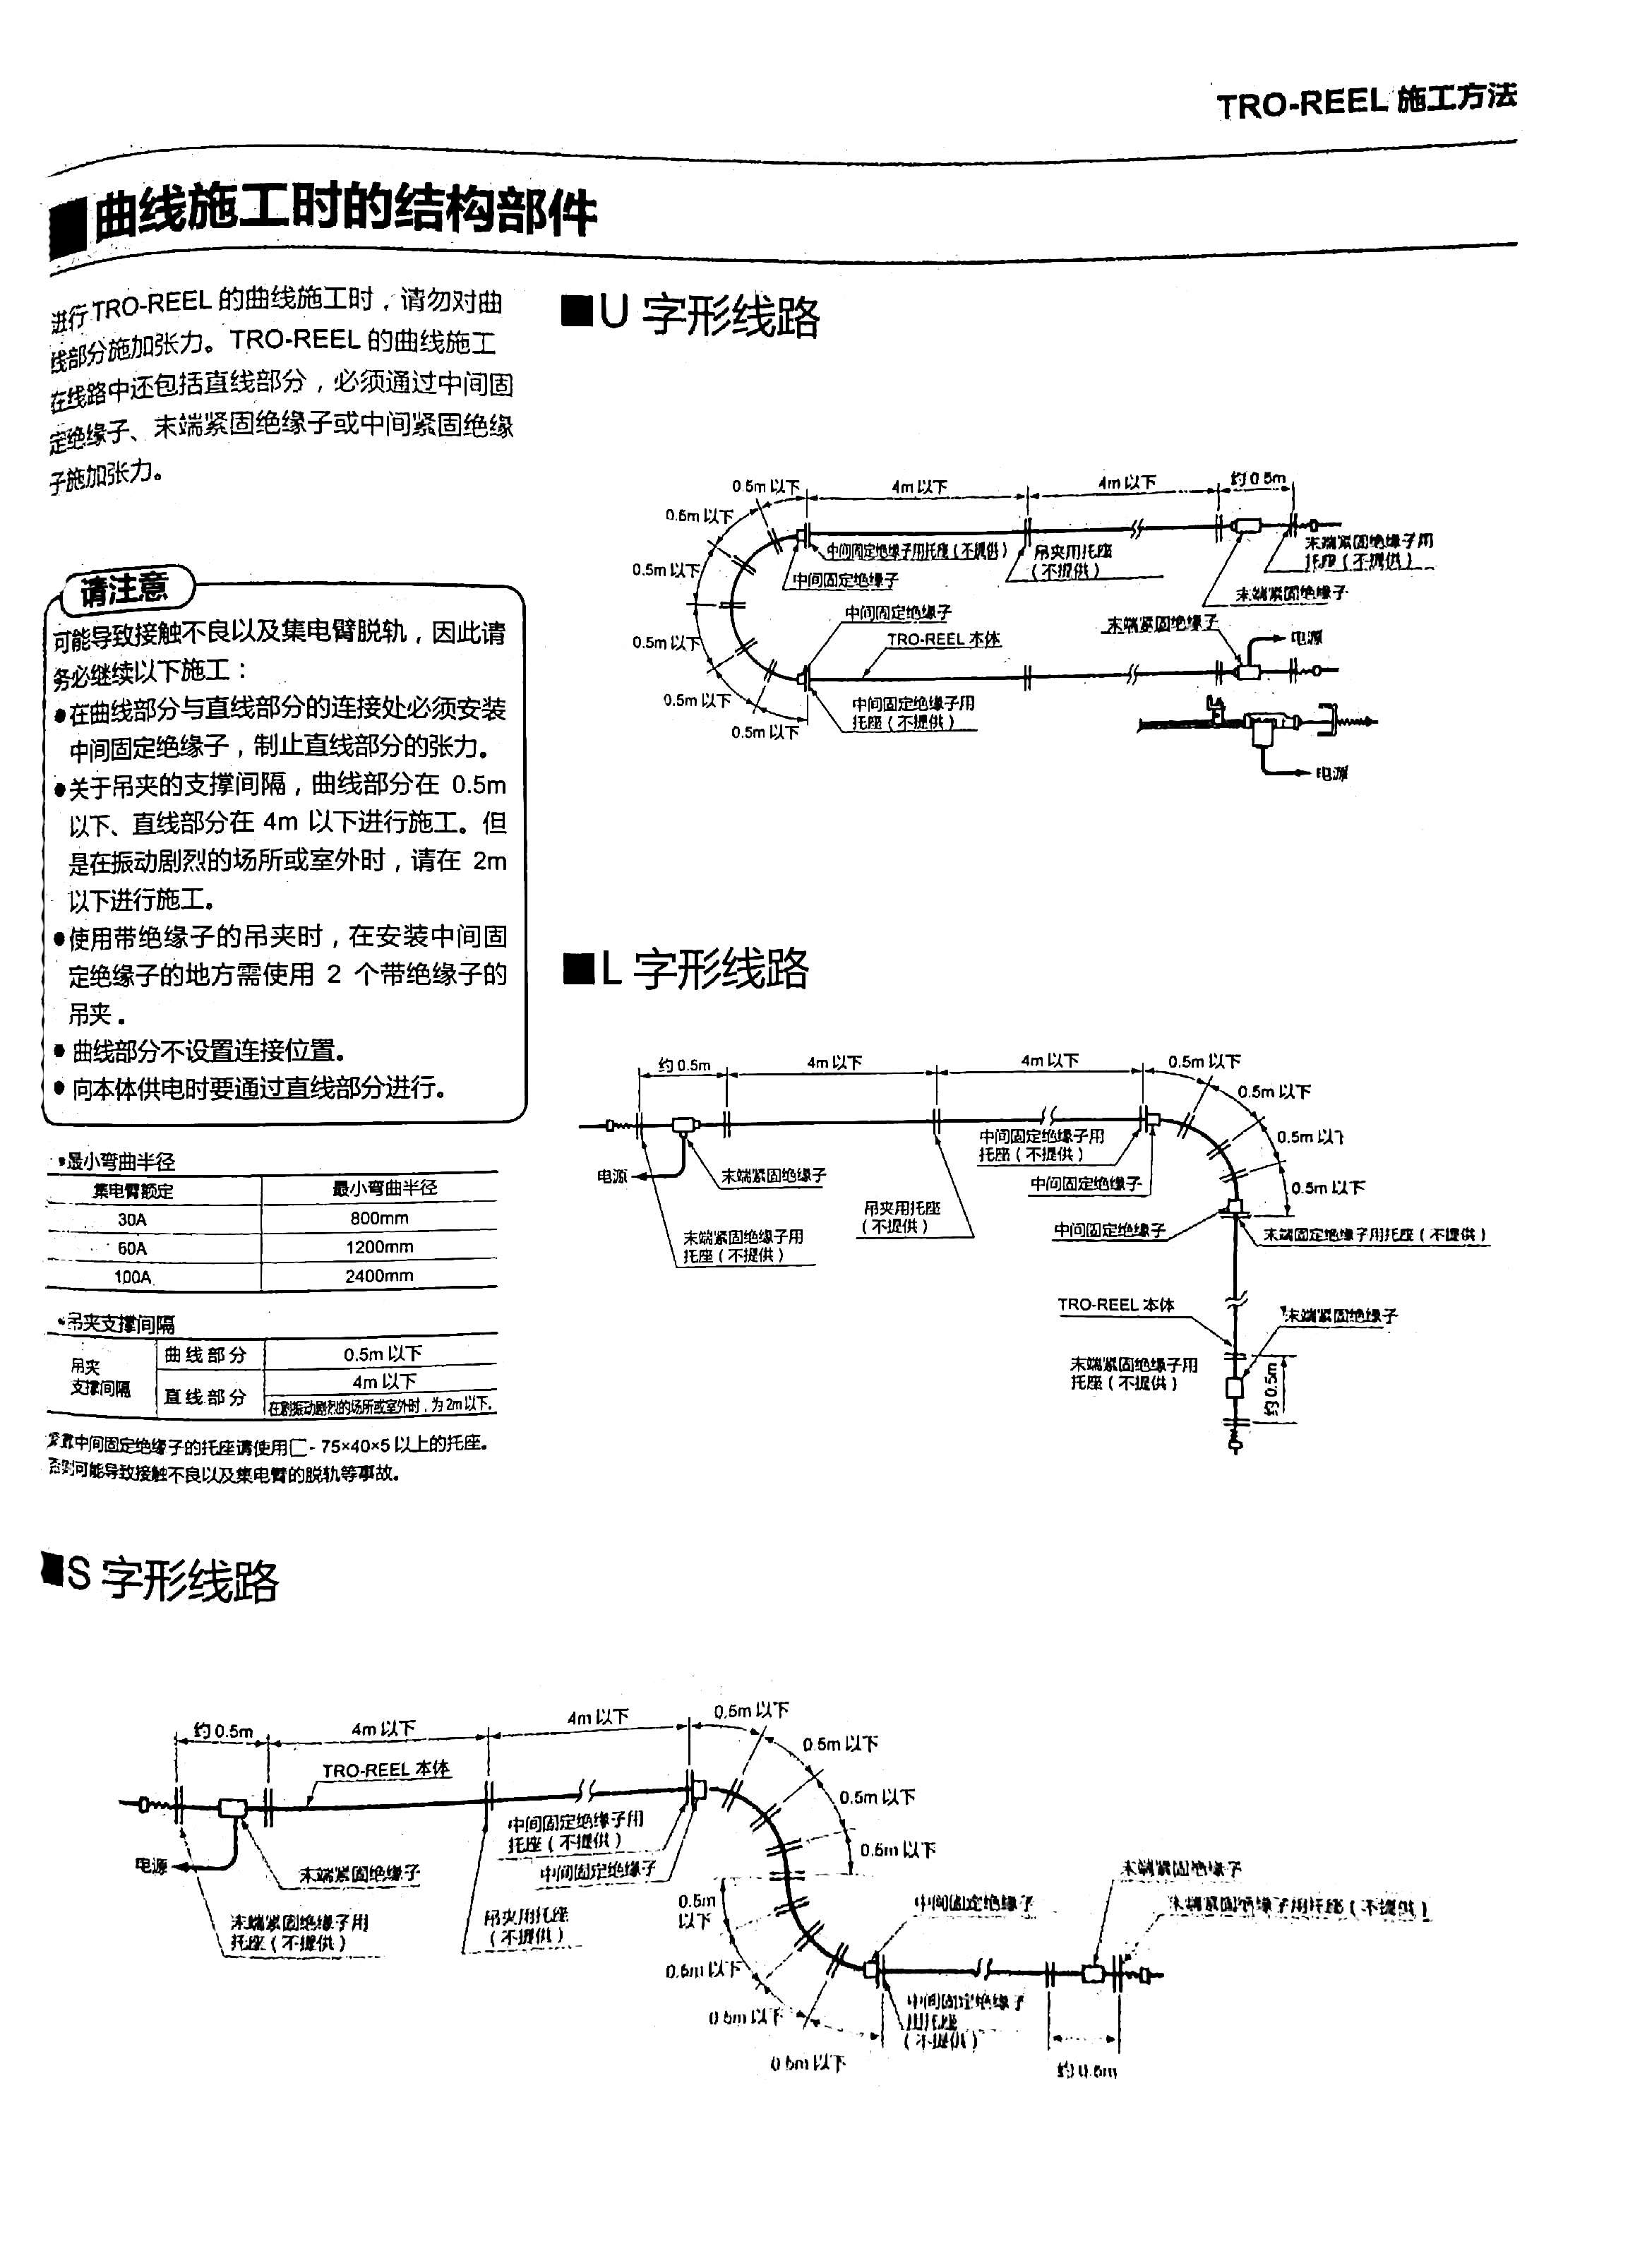 TRO-REEL 施工方法
■曲线施工时的结构部件
进行TRO-REEL 的曲线施工时，请勿对曲
线部分施加张力。TRO-REEL 的曲线施工
在线路中还包括直线部分，必须通过中间固
定绝缘子、末端紧固绝缘子或中间紧固绝缘
子施加张力。
请注意
可能导致接触不良以及集电臂脱轨，因此请
务必继续以下施工：
●在曲线部分与直线部分的连接处必须安装
中间固定绝缘子，制止直线部分的张力。
●关于吊夹的支撑间隔，曲线部分在 0.5m
以下、直线部分在 4m 以下进行施工。但
是在振动剧烈的场所或室外时，请在 2m
以下进行施工。
●使用带绝缘子的吊夹时，在安装中间固
定绝缘子的地方需使用 2 个带绝缘子的
吊夹．
●曲线部分不设置连接位置。
●向本体供电时要通过直线部分进行。
•最小弯曲半径
集电臂额定 最小弯曲半径
30A 800mm
60A 1200mm
100A 2400mm
•吊夹支撑间隔
吊夹
支撑间隔
曲线部分 0.5m 以下
直线部分
4m 以下
在剧振动剧烈的场所或室外时，为 2m 以下。
中间固定绝缘子的托座请使用匚- 75×40×5 以上的托座。
否则可能导致接触不良以及集电臂的脱轨等事故。
■U 字形线路
0.5m 以下
4m 以下
4m 以下
约 0.5m
0.5m 以下
0.5m 以下
0.5m 以下
0.5m 以下
0.5m 以下
中间固定绝缘子用托座（不提供）
中间固定绝缘子
吊夹用托座
（不提供）
末端紧固绝缘子用
托座（不提供）
末端紧固绝缘子
中间固定绝缘子
TRO-REEL 本体
末端紧固绝缘子
电源
中间固定绝缘子用
托座（不提供）
电源
■L 字形线路
约 0.5m
4m 以下
4m 以下
0.5m 以下
0.5m 以下
0.5m 以下
0.5m 以下
电源
末端紧固绝缘子
末端紧固绝缘子用
托座（不提供）
吊夹用托座
（不提供）
中间固定绝缘子用
托座（不提供）
中间固定绝缘子
中间固定绝缘子
末端固定绝缘子用托座（不提供）
TRO-REEL 本体
末端紧固绝缘子
末端紧固绝缘子用
托座（不提供）
约 0.5m
■S 字形线路
约 0.5m
4m 以下
4m 以下
0.5m 以下
0.5m 以下
0.5m 以下
0.5m 以下
TRO-REEL 本体
电源
末端紧固绝缘子
末端紧固绝缘子用
托座（不提供）
中间固定绝缘子用
托座（不提供）
中间固定绝缘子
吊夹用托座
（不提供）
0.5m
以下
0.5m 以下
0.5m 以下
0.5m 以下
中间固定绝缘子
中间固定绝缘子
用托座
（不提供）
末端紧固绝缘子
末端紧固绝缘子用托座（不提供）
约 0.5m